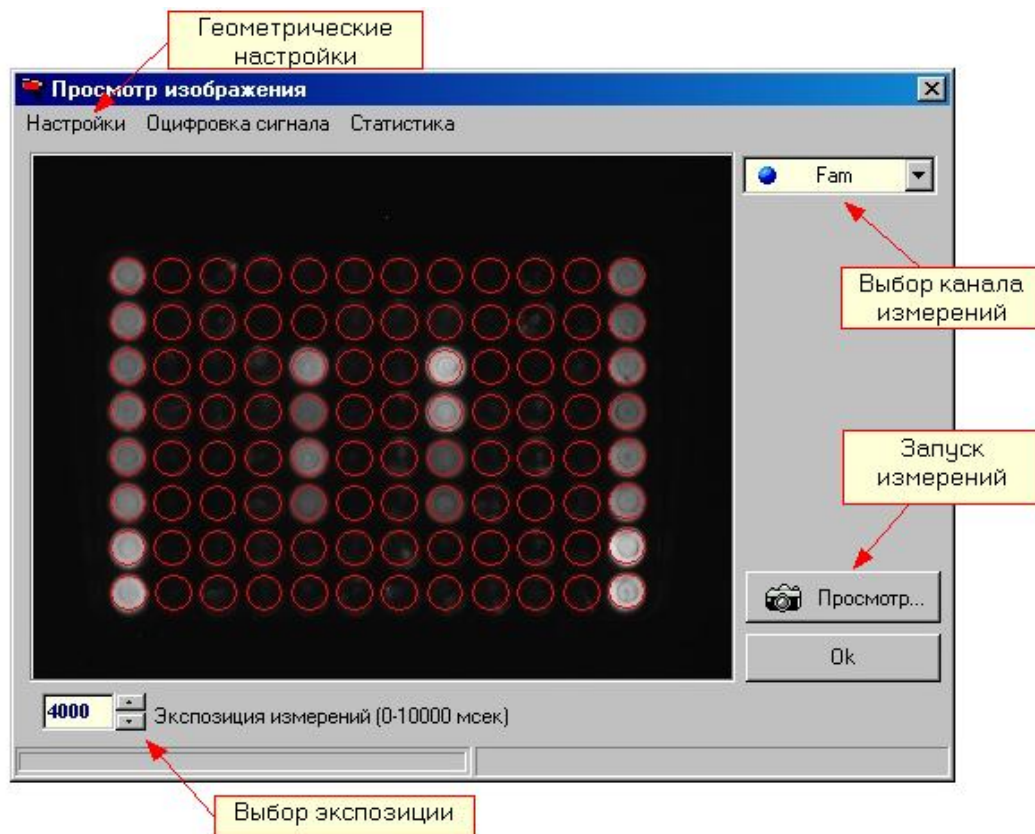 Геометрические
настройки
Просмотр изображения
Настройки Оцифровка сигнала Статистика
Fam
Выбор канала
измерений
Запуск
измерений
Просмотр...
Ok
4000 Экспозиция измерений (0-10000 мсек)
Выбор экспозиции